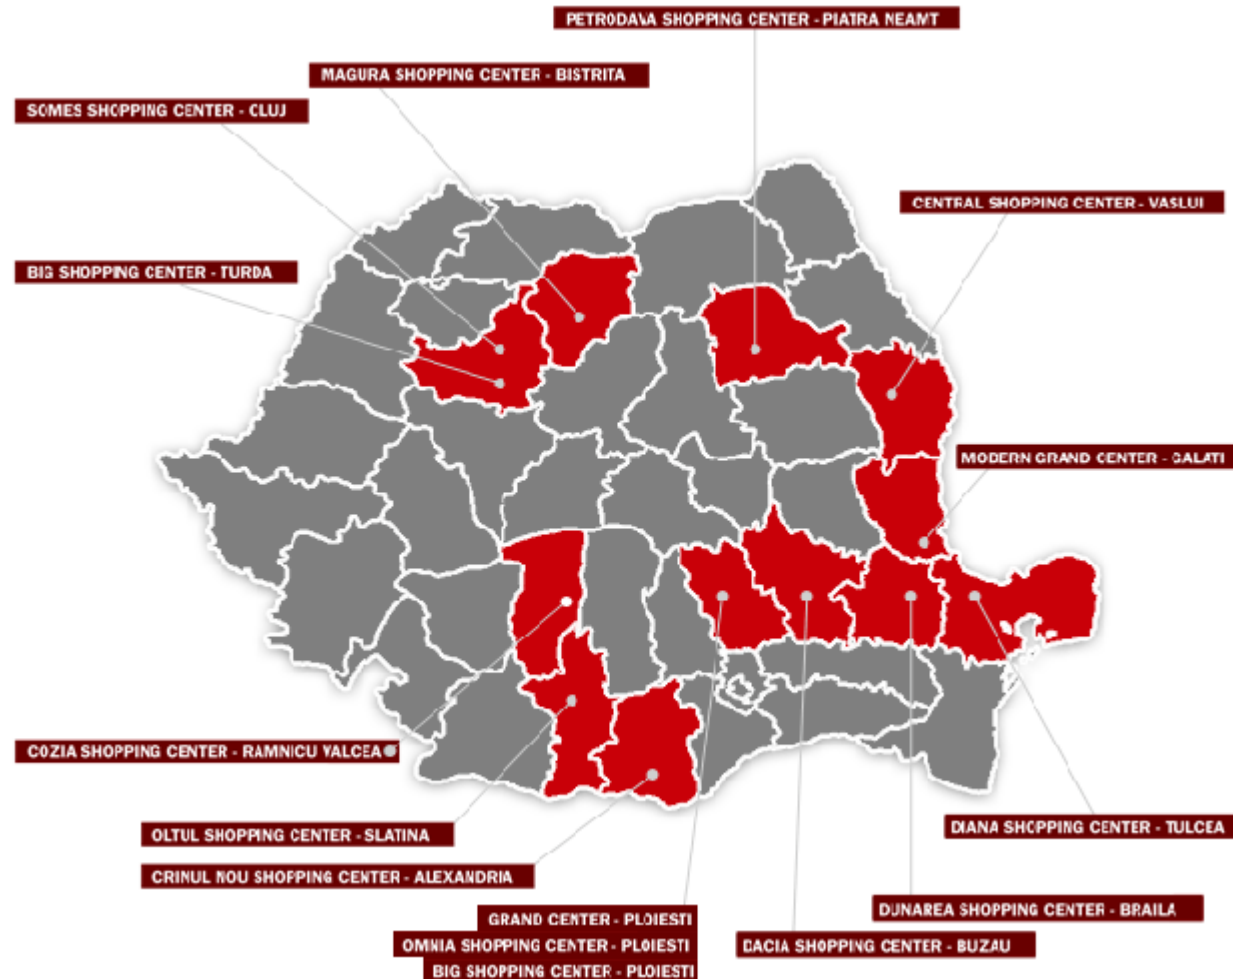 PETRODAVA SHOPPING CENTER - PIATRA NEAMT
MAGURA SHOPPING CENTER - BISTRITA
SOMES SHOPPING CENTER - CLUJ
CENTRAL SHOPPING CENTER - VASLUI
BIG SHOPPING CENTER - TURDA
MODERN GRAND CENTER - GALATI
COZIA SHOPPING CENTER - RAMNICU VALCEA
OLTUL SHOPPING CENTER - SLATINA
DIANA SHOPPING CENTER - TULCEA
CRINUL NOU SHOPPING CENTER - ALEXANDRIA
DUNAREA SHOPPING CENTER - BRAILA
GRAND CENTER - PLOIESTI
OMNIA SHOPPING CENTER - PLOIESTI
DACIA SHOPPING CENTER - BUZAU
BIG SHOPPING CENTER - PLOIESTI